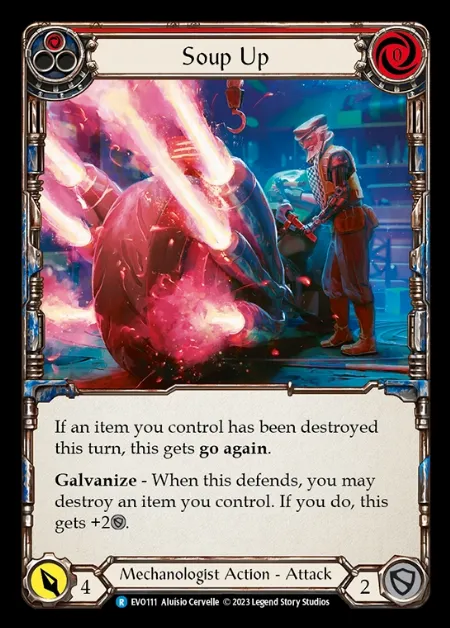 Soup Up
0
If an item you control has been destroyed
this turn, this gets go again.
Galvanize - When this defends, you may
destroy an item you control. If you do, this
gets +2.
4
Mechanologist Action - Attack
2
R EVO111 Aluisio Cervelle © 2023 Legend Story Studios